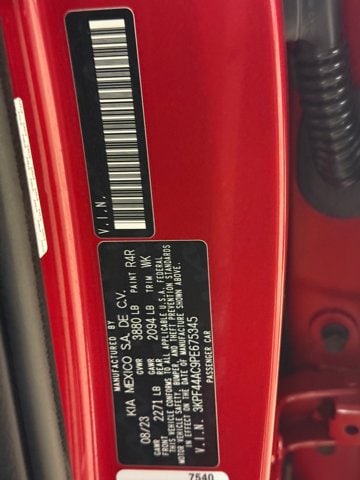 MANUFACTURED BY
KIA MEXICO S.A. DE C.V.
08/23 GVWR 3880 LB PAINT R4R
GAWR FRONT 2271 LB GAWR REAR 2094 LB TRIM WK
THIS VEHICLE CONFORMS TO ALL APPLICABLE U.S.A. FEDERAL
MOTOR VEHICLE SAFETY, BUMPER, AND THEFT PREVENTION STANDARDS
IN EFFECT ON THE DATE OF MANUFACTURE SHOWN ABOVE.
V.I.N. 3KPF44AC9PE675345
PASSENGER CAR
V.I.N.
7540